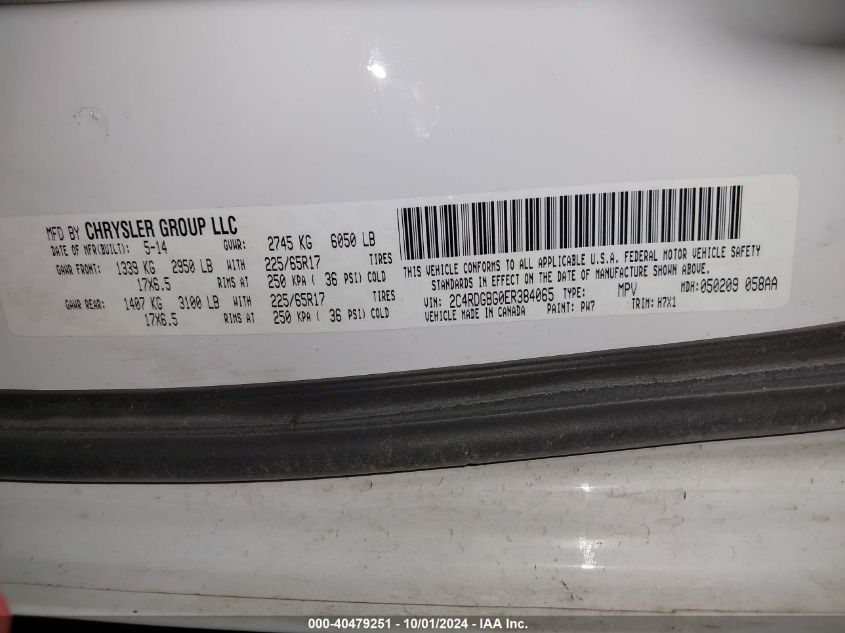 MFD BY CHRYSLER GROUP LLC
DATE OF MFR(BUILT): 5-14 GVWR: 2745 KG 6050 LB
GAWR FRONT: 1339 KG 2950 LB WITH 225/65R17 TIRES
17X6.5 RIMS AT 250 KPA ( 36 PSI) COLD
GAWR REAR: 1407 KG 3100 LB WITH 225/65R17 TIRES
17X6.5 RIMS AT 250 KPA ( 36 PSI) COLD
THIS VEHICLE CONFORMS TO ALL APPLICABLE U.S.A. FEDERAL MOTOR VEHICLE SAFETY
STANDARDS IN EFFECT ON THE DATE OF MANUFACTURE SHOWN ABOVE.
VIN: 2C4RDGBG0ER384065 TYPE: MPV MDH: 050209 058AA
VEHICLE MADE IN CANADA PAINT: PW7 TRIM: H7X1
000-40479251 - 10/01/2024 - IAA Inc.